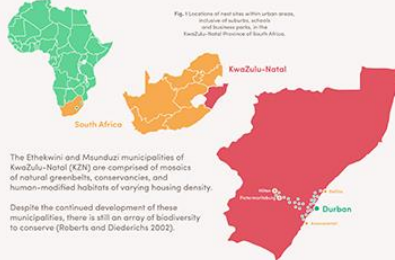 Fig. 1 Locations of nest sites within urban areas,
inclusive of suburbs, schools
and business parks, in the
KwaZulu-Natal Province of South Africa.
KwaZulu-Natal
South Africa
The Ethekwini and Msunduzi municipalities of
KwaZulu-Natal (KZN) are comprised of mosaics
of natural greenbelts, conservancies, and
human-modified habitats of varying housing density.
Despite the continued development of these
municipalities, there is still an array of biodiversity
to conserve (Roberts and Diederichs 2002).
Hilton
Pietermaritzburg
Durban